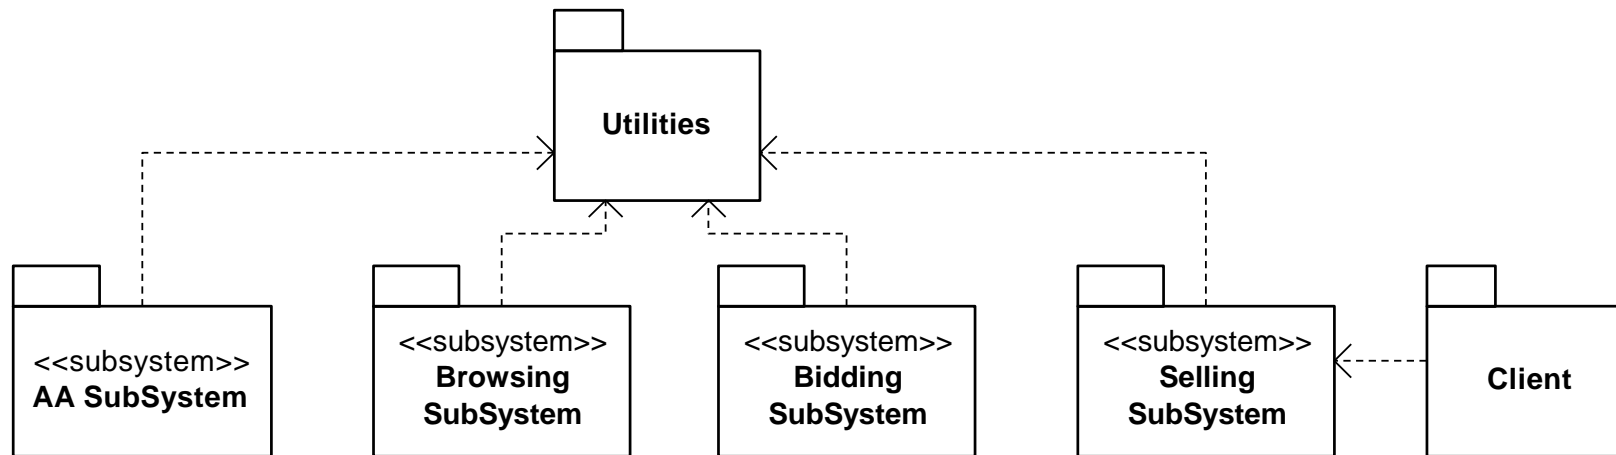 Utilities
<<subsystem>>
AA SubSystem
<<subsystem>>
Browsing
SubSystem
<<subsystem>>
Bidding
SubSystem
<<subsystem>>
Selling
SubSystem
Client